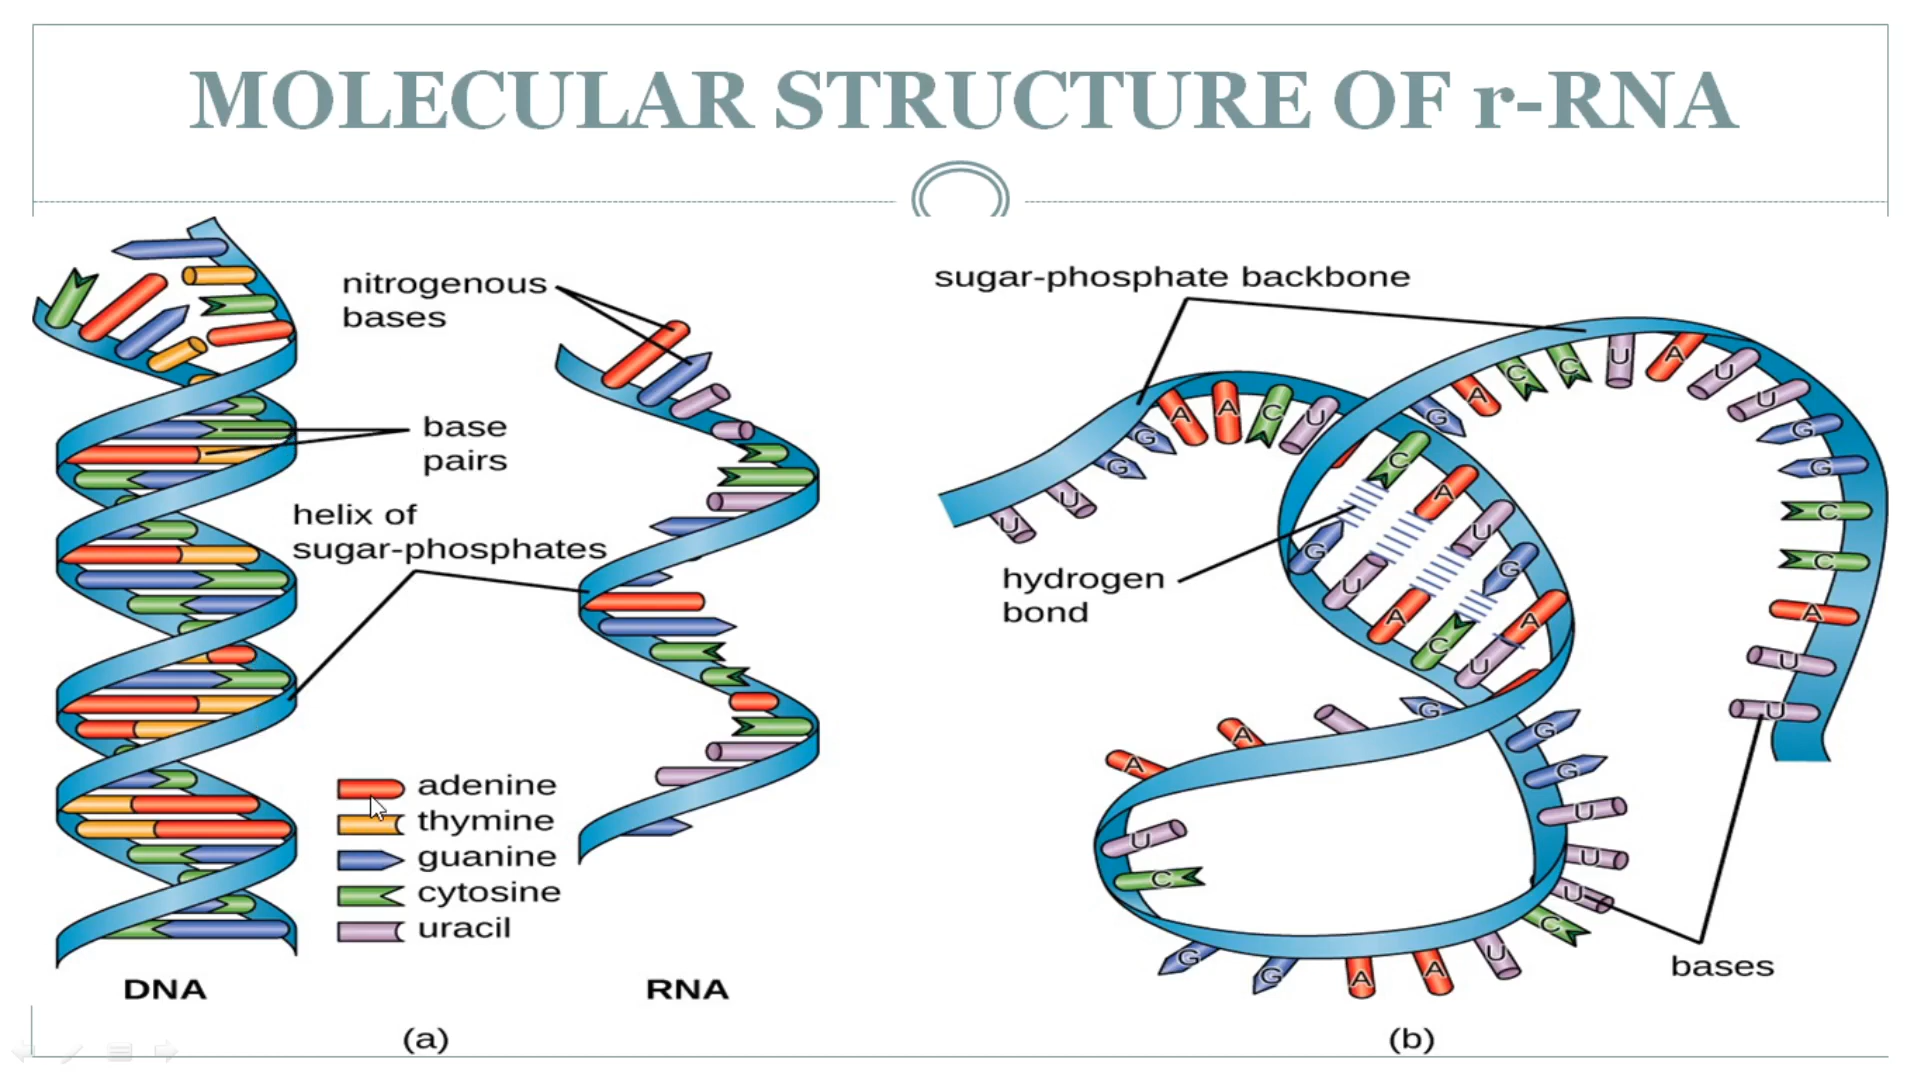 MOLECULAR STRUCTURE OF r-RNA
nitrogenous
bases
base
pairs
helix of
sugar-phosphates
adenine
thymine
guanine
cytosine
uracil
DNA
RNA
(a)
sugar-phosphate backbone
U U G G A A C U
G A C C U A U U G G C C A U U
C A U G A
G U A C U
hydrogen
bond
G
A A
U
C
G G U U U C
G G A A U
bases
(b)